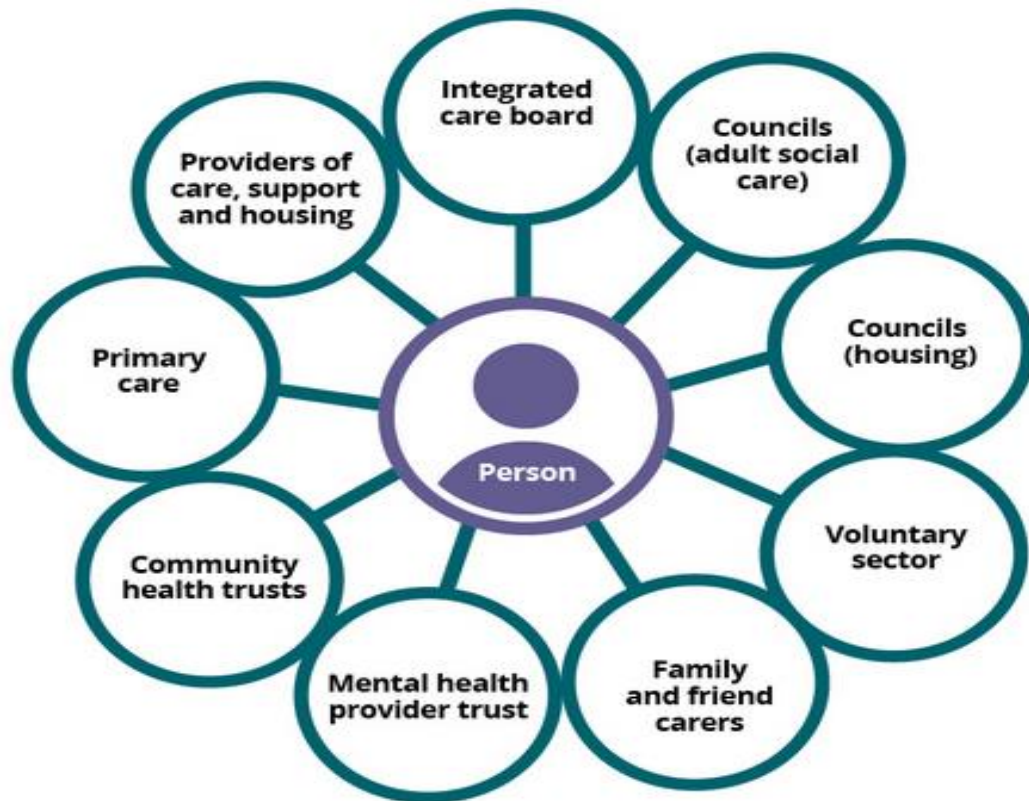 Integrated
care board
Councils
(adult social
care)
Councils
(housing)
Voluntary
sector
Family
and friend
carers
Mental health
provider trust
Community
health trusts
Primary
care
Providers of
care, support
and housing
Person